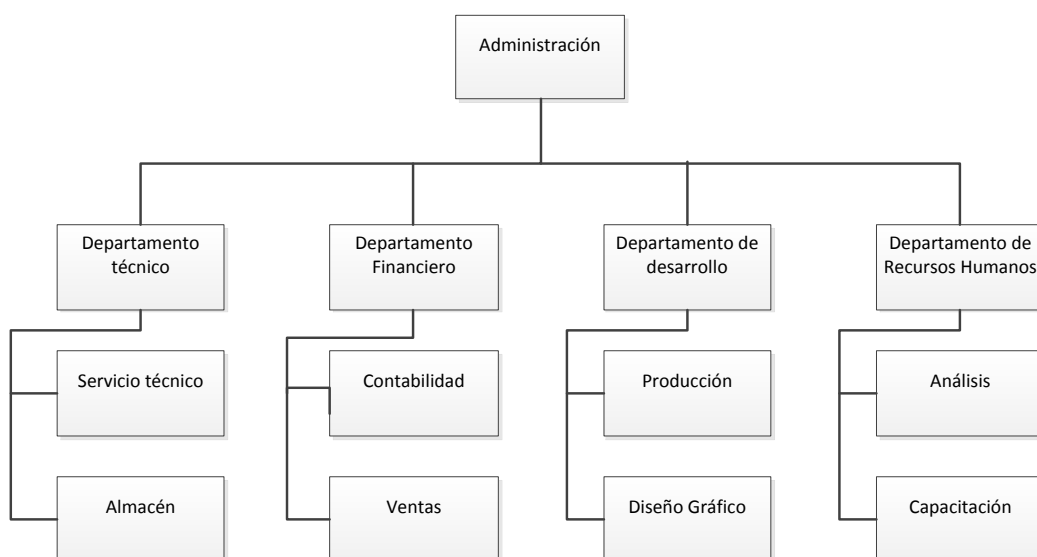 Administración
Departamento
técnico
Departamento
Financiero
Departamento de
desarrollo
Departamento de
Recursos Humanos
Servicio técnico
Contabilidad
Producción
Análisis
Almacén
Ventas
Diseño Gráfico
Capacitación